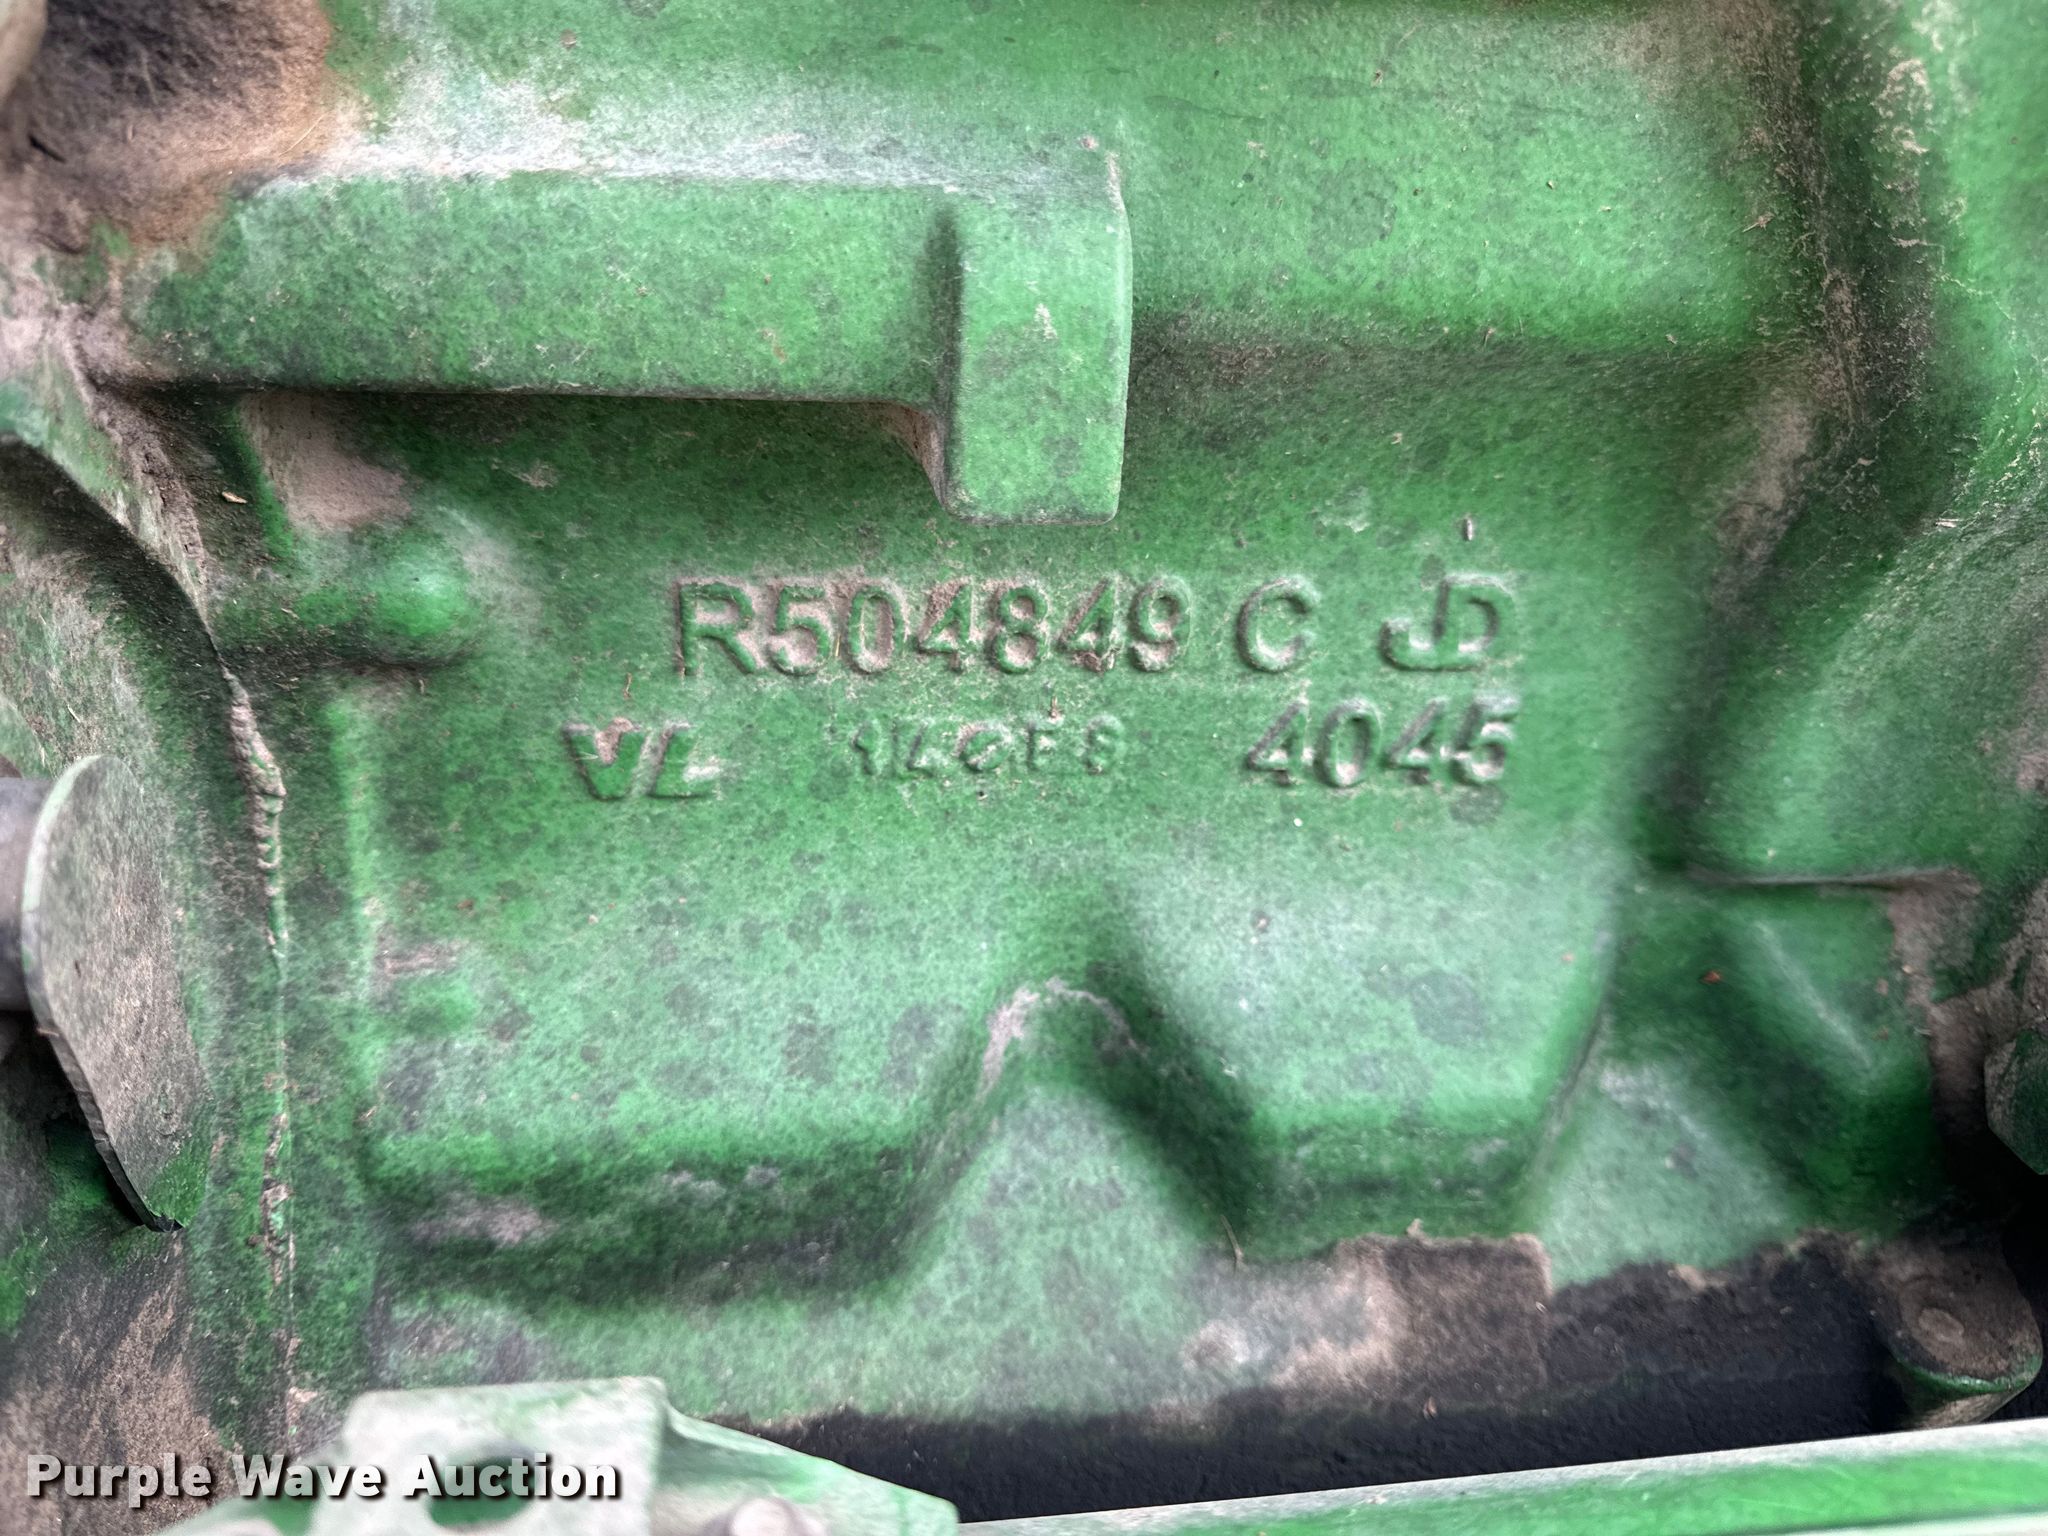 R504849 C JD
VL 4045
Purple Wave Auction